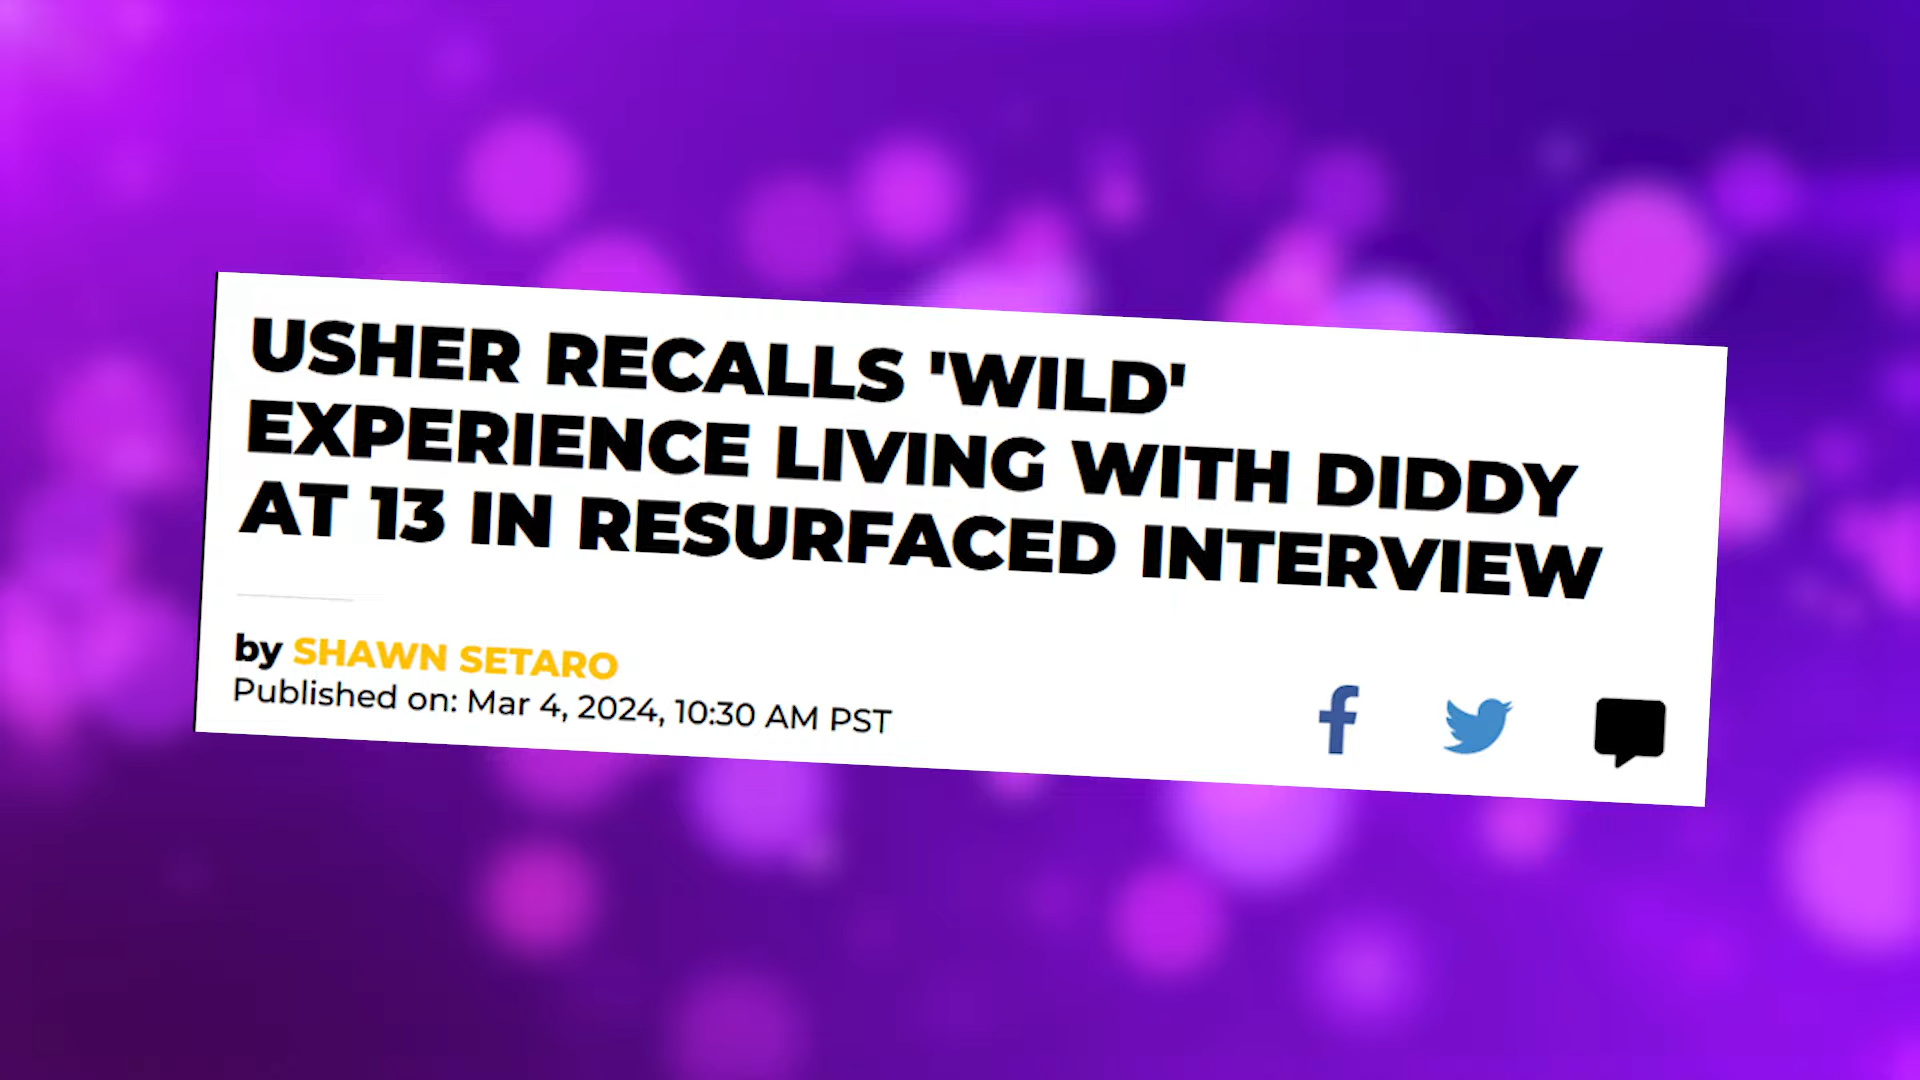 USHER RECALLS 'WILD'
EXPERIENCE LIVING WITH DIDDY
AT 13 IN RESURFACED INTERVIEW
by SHAWN SETARO
Published on: Mar 4, 2024, 10:30 AM PST